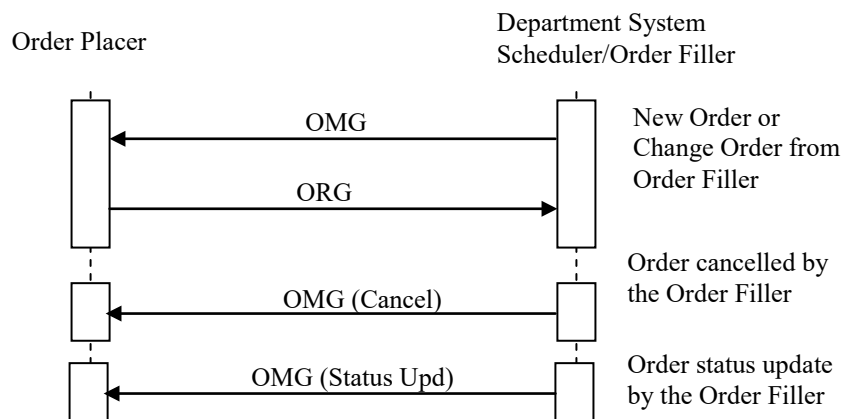 Order Placer
Department System
Scheduler/Order Filler
OMG
New Order or
Change Order from
Order Filler
ORG
Order cancelled by
the Order Filler
OMG (Cancel)
Order status update
by the Order Filler
OMG (Status Upd)